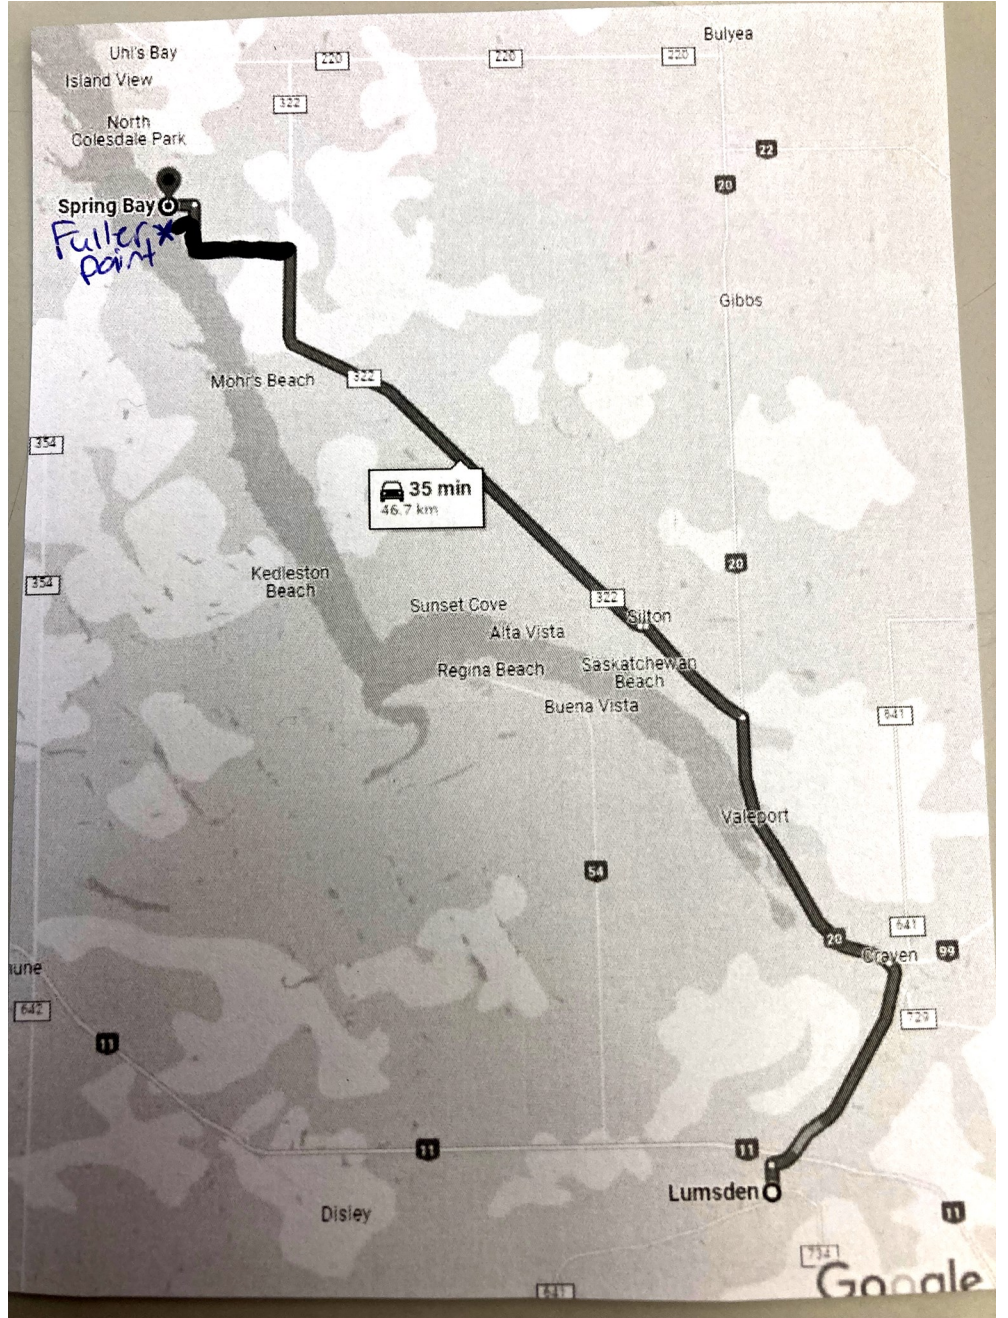 Bulyea
Uhl's Bay
220
220
220
Island View
322
North
Colesdale Park
22
20
Spring Bay
Fuller *
point
Gibbs
Mohr's Beach
322
354
35 min
46.7 km
20
Kedleston
Beach
354
322
Sunset Cove
Silton
Alta Vista
Saskatchewan
Beach
Regina Beach
Buena Vista
641
Valeport
54
641
20
Craven
99
une
642
729
11
11
11
Lumsden
11
Disley
734
641
Google